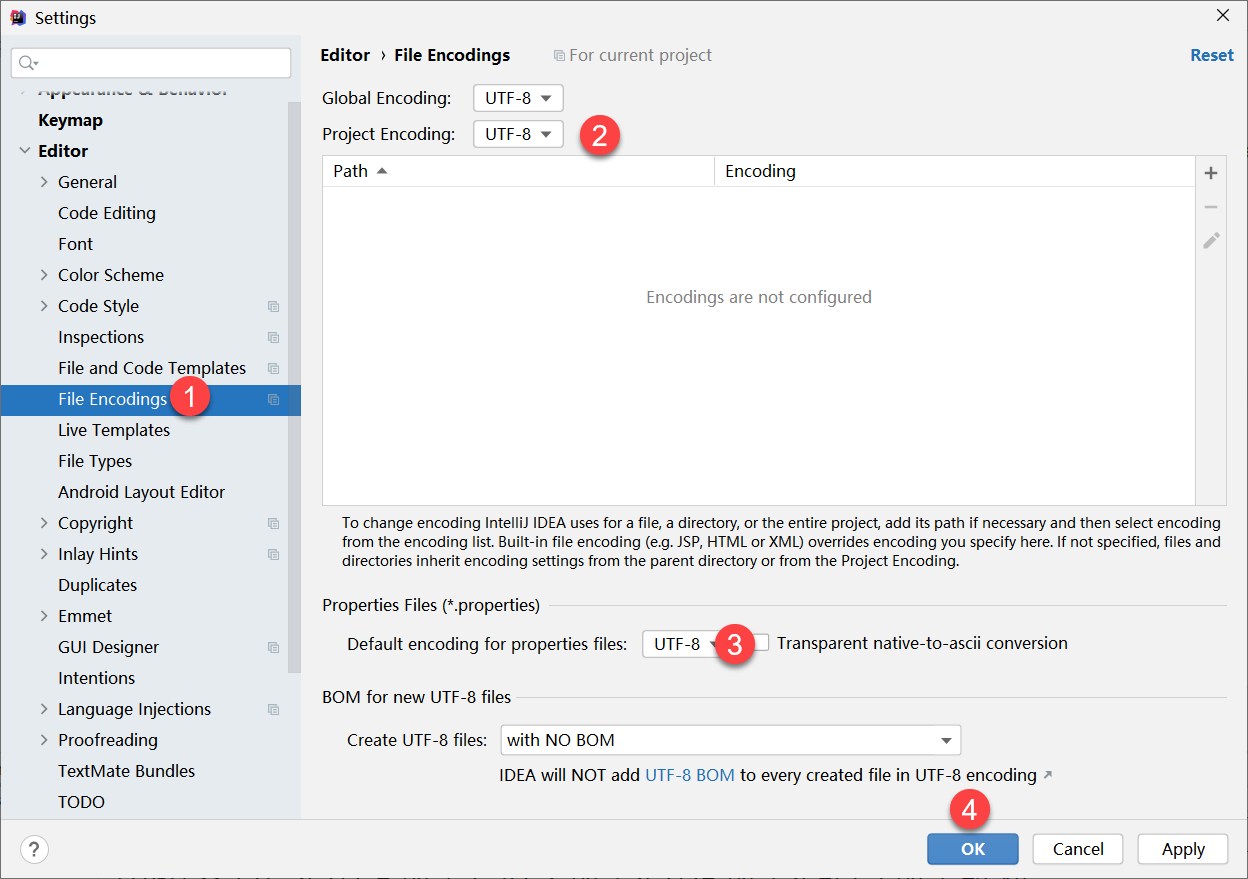 Settings
Appearance & Behavior
Keymap
Editor
General
Code Editing
Font
Color Scheme
Code Style
Inspections
File and Code Templates
File Encodings
1
Live Templates
File Types
Android Layout Editor
Copyright
Inlay Hints
Duplicates
Emmet
GUI Designer
Intentions
Language Injections
Proofreading
TextMate Bundles
TODO
Editor › File Encodings
For current project
Reset
Global Encoding: UTF-8
Project Encoding: UTF-8
2
Path Encoding
Encodings are not configured
To change encoding IntelliJ IDEA uses for a file, a directory, or the entire project, add its path if necessary and then select encoding
from the encoding list. Built-in file encoding (e.g. JSP, HTML or XML) overrides encoding you specify here. If not specified, files and
directories inherit encoding settings from the parent directory or from the Project Encoding.
Properties Files (*.properties)
Default encoding for properties files: UTF-8 3 Transparent native-to-ascii conversion
BOM for new UTF-8 files
Create UTF-8 files: with NO BOM
IDEA will NOT add UTF-8 BOM to every created file in UTF-8 encoding ↗
4
? OK Cancel Apply